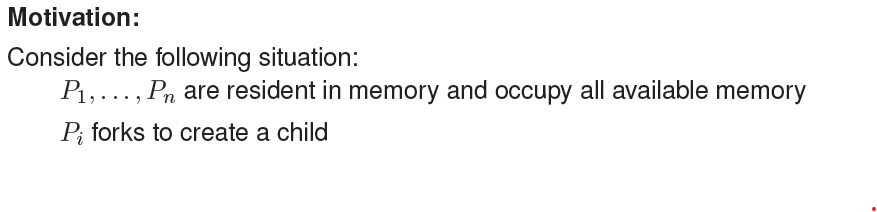 Motivation:
Consider the following situation:
P₁, . . . , Pₙ are resident in memory and occupy all available memory
Pᵢ forks to create a child